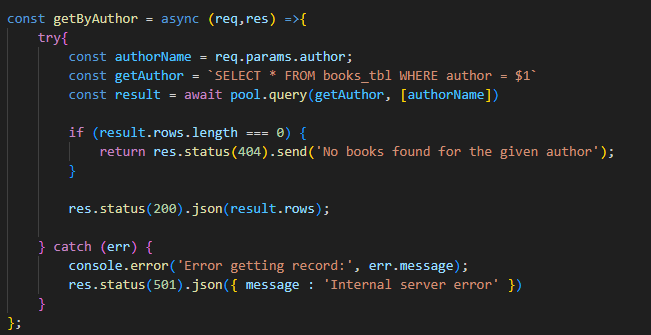 const getByAuthor = async (req,res) =>{
try{
const authorName = req.params.author;
const getAuthor = `SELECT * FROM books_tbl WHERE author = $1`
const result = await pool.query(getAuthor, [authorName])
if (result.rows.length === 0) {
return res.status(404).send('No books found for the given author');
}
res.status(200).json(result.rows);
} catch (err) {
console.error('Error getting record:', err.message);
res.status(501).json({ message : 'Internal server error' })
}
};